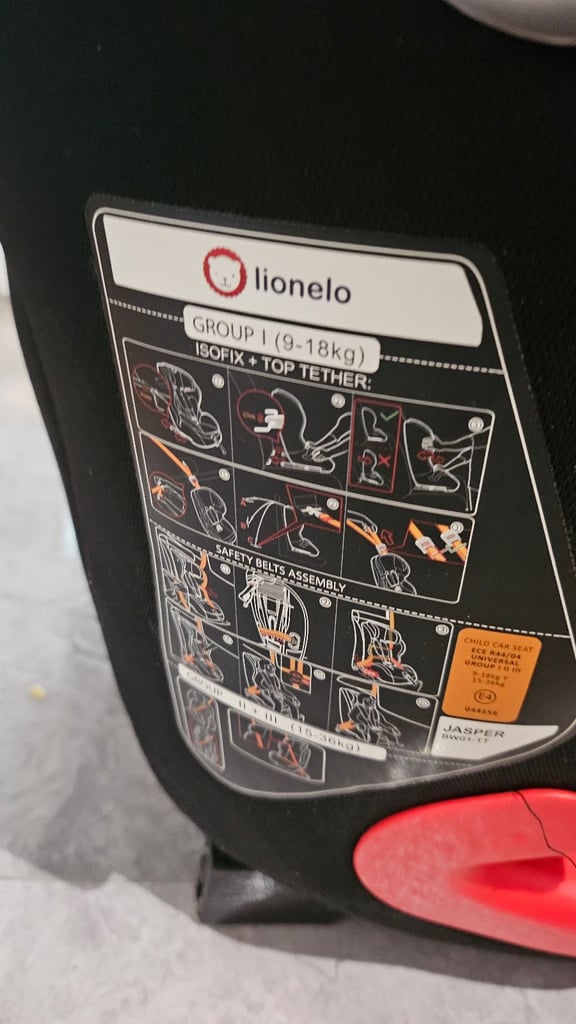 lionelo
GROUP I (9-18kg)
ISOFIX + TOP TETHER:
SAFETY BELTS ASSEMBLY
CHILD CAR SEAT
ECE R44/04
UNIVERSAL
GROUP I II III
9-18kg Y
15-36kg
E4
044556
GROUP II + III (15-36kg)
JASPER
BW01-TT